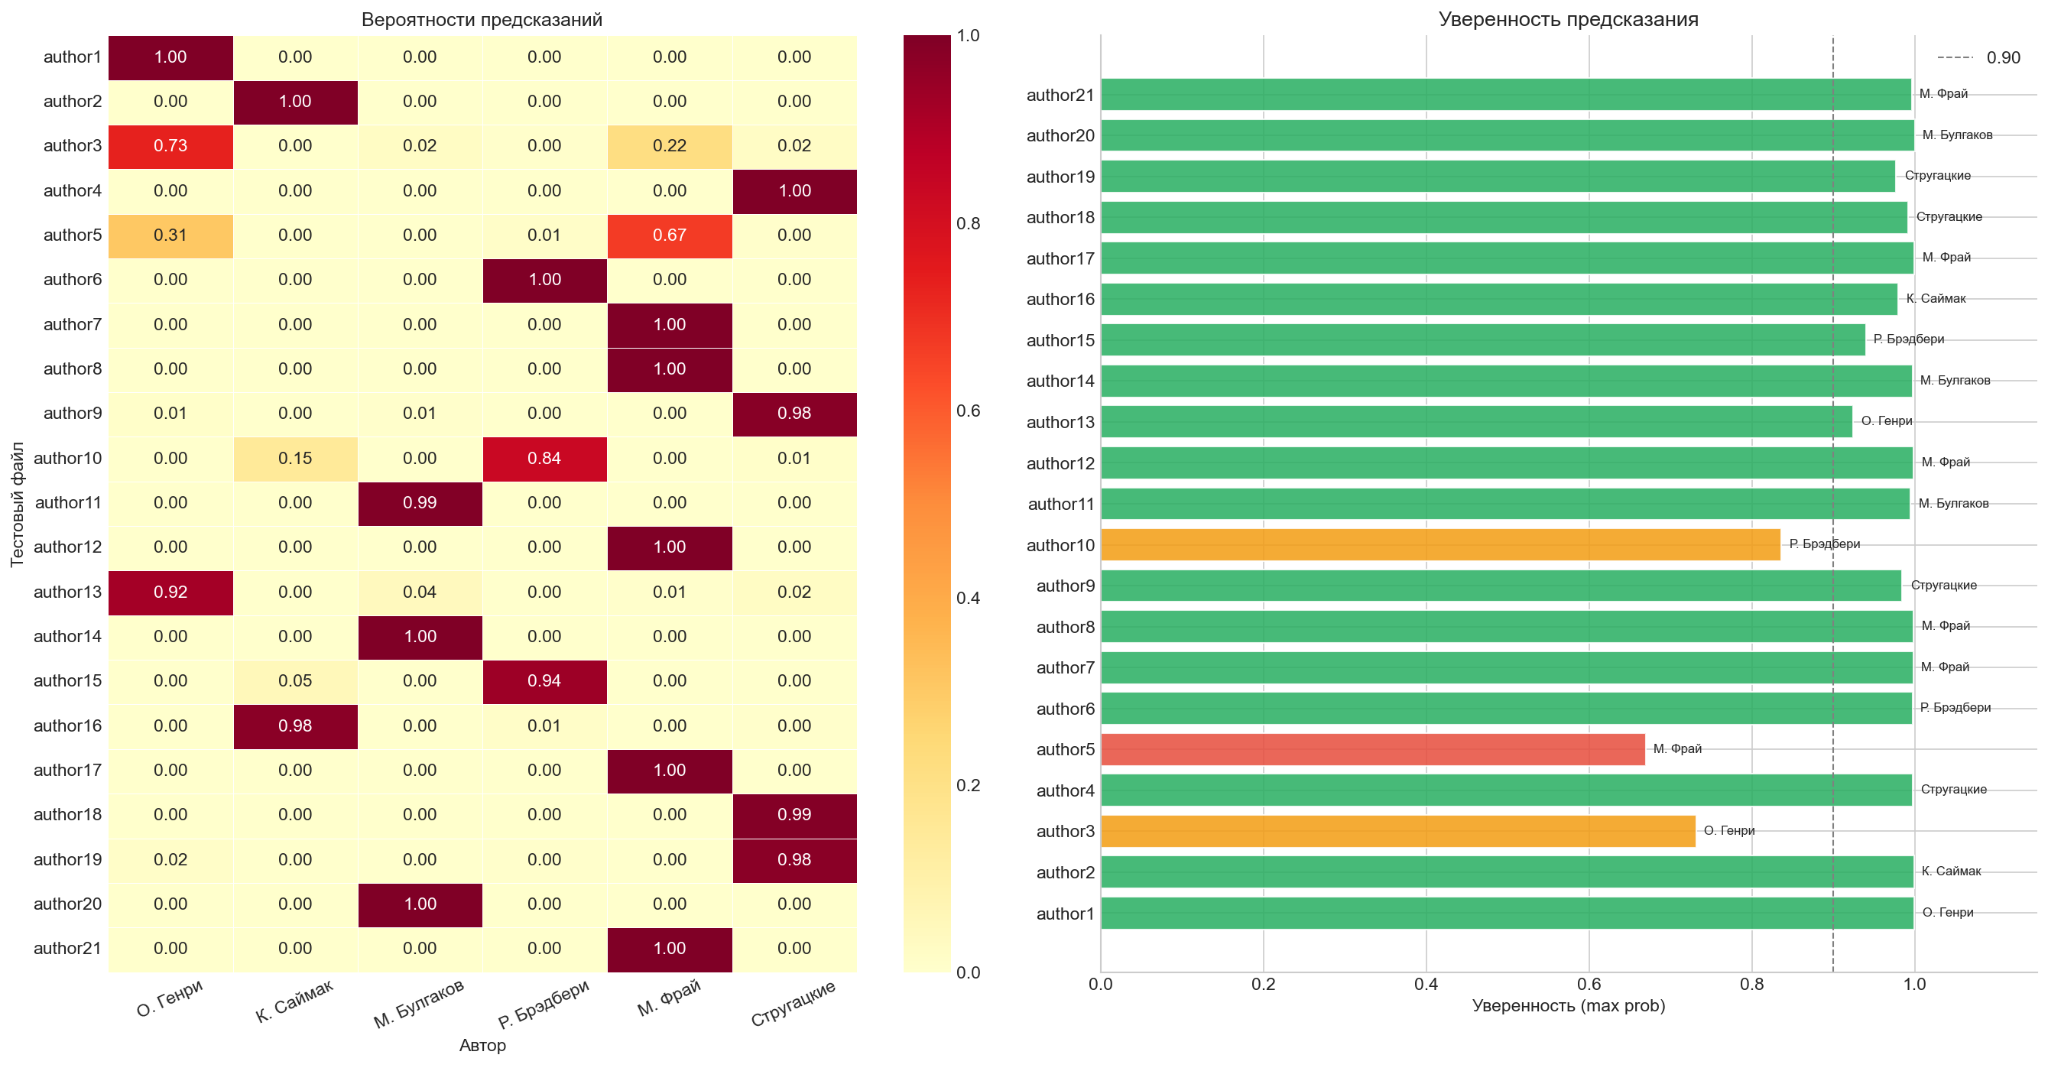 Вероятности предсказаний
author1 1.00 0.00 0.00 0.00 0.00 0.00
author2 0.00 1.00 0.00 0.00 0.00 0.00
author3 0.73 0.00 0.02 0.00 0.22 0.02
author4 0.00 0.00 0.00 0.00 0.00 1.00
author5 0.31 0.00 0.00 0.01 0.67 0.00
author6 0.00 0.00 0.00 1.00 0.00 0.00
author7 0.00 0.00 0.00 0.00 1.00 0.00
author8 0.00 0.00 0.00 0.00 1.00 0.00
author9 0.01 0.00 0.01 0.00 0.00 0.98
author10 0.00 0.15 0.00 0.84 0.00 0.01
author11 0.00 0.00 0.99 0.00 0.00 0.00
author12 0.00 0.00 0.00 0.00 1.00 0.00
author13 0.92 0.00 0.04 0.00 0.01 0.02
author14 0.00 0.00 1.00 0.00 0.00 0.00
author15 0.00 0.05 0.00 0.94 0.00 0.00
author16 0.00 0.98 0.00 0.01 0.00 0.00
author17 0.00 0.00 0.00 0.00 1.00 0.00
author18 0.00 0.00 0.00 0.00 0.00 0.99
author19 0.02 0.00 0.00 0.00 0.00 0.98
author20 0.00 0.00 1.00 0.00 0.00 0.00
author21 0.00 0.00 0.00 0.00 1.00 0.00
Тестовый файл
О. Генри К. Саймак М. Булгаков Р. Брэдбери М. Фрай Стругацкие
Автор
1.0
0.8
0.6
0.4
0.2
0.0
Уверенность предсказания
0.90
author21 М. Фрай
author20 М. Булгаков
author19 Стругацкие
author18 Стругацкие
author17 М. Фрай
author16 К. Саймак
author15 Р. Брэдбери
author14 М. Булгаков
author13 О. Генри
author12 М. Фрай
author11 М. Булгаков
author10 Р. Брэдбери
author9 Стругацкие
author8 М. Фрай
author7 М. Фрай
author6 Р. Брэдбери
author5 М. Фрай
author4 Стругацкие
author3 О. Генри
author2 К. Саймак
author1 О. Генри
0.0 0.2 0.4 0.6 0.8 1.0
Уверенность (max prob)